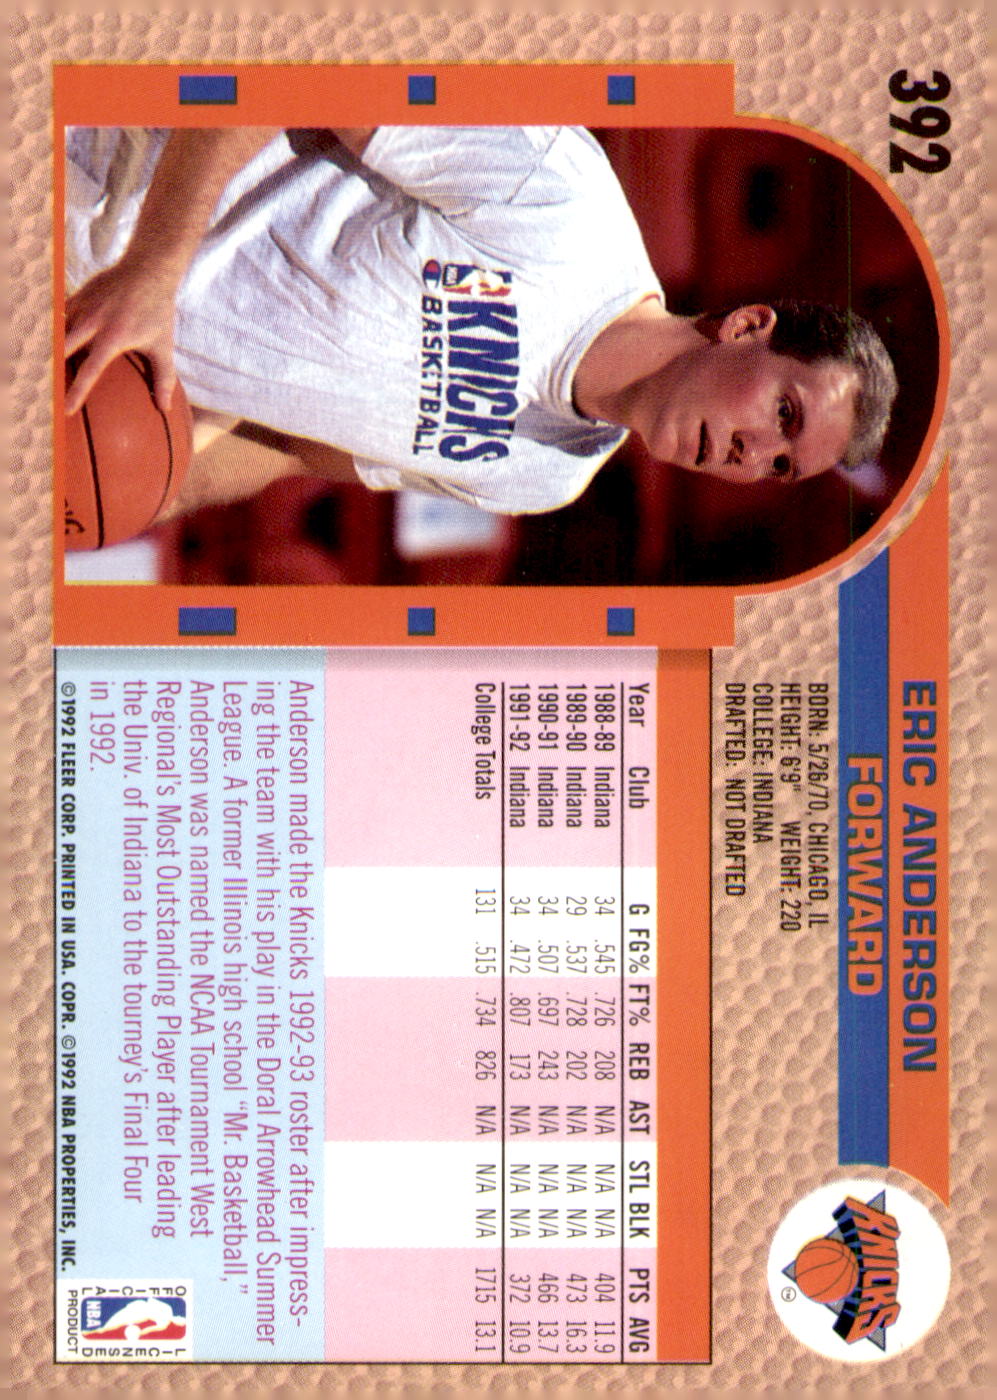 392
ERIC ANDERSON
FORWARD
BORN: 5/26/70, CHICAGO, IL
HEIGHT: 6'9" WEIGHT: 220
COLLEGE: INDIANA
DRAFTED: NOT DRAFTED
KNICKS
TM
KNICKS
NBA
BASKETBALL
Year Club G FG% FT% REB AST STL BLK PTS AVG
1988-89 Indiana 34 .545 .726 208 N/A N/A N/A 404 11.9
1989-90 Indiana 29 .537 .728 202 N/A N/A N/A 473 16.3
1990-91 Indiana 34 .507 .697 243 N/A N/A N/A 466 13.7
1991-92 Indiana 34 .472 .807 173 N/A N/A N/A 372 10.9
College Totals 131 .515 .734 826 N/A N/A N/A 1715 13.1
Anderson made the Knicks 1992-93 roster after impress-
ing the team with his play in the Doral Arrowhead Summer
League. A former Illinois high school "Mr. Basketball,"
Anderson was named the NCAA Tournament West
Regional's Most Outstanding Player after leading
the Univ. of Indiana to the tourney's Final Four
in 1992.
©1992 FLEER CORP. PRINTED IN USA. COPR. ©1992 NBA PROPERTIES, INC.
OFFICIAL
LICENSED
NBA
PRODUCT